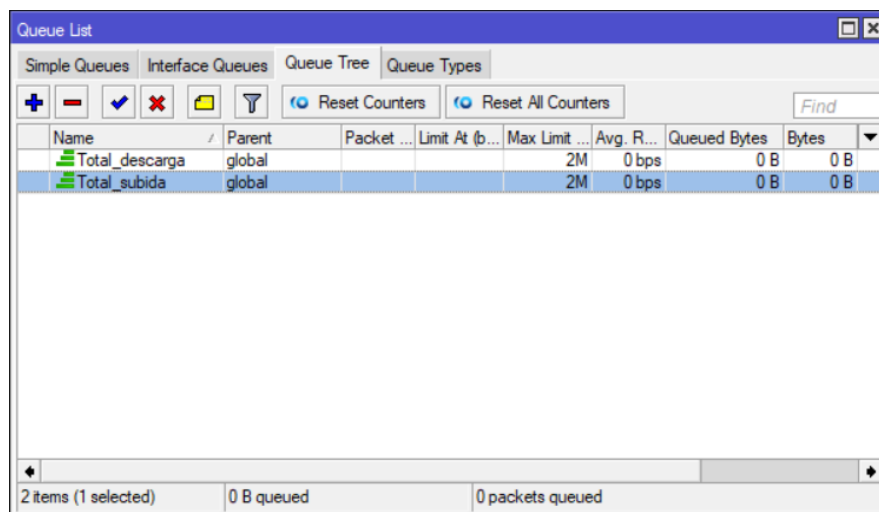 Queue List
Simple Queues Interface Queues Queue Tree Queue Types
Reset Counters Reset All Counters Find
Name Parent Packet ... Limit At (b... Max Limit ... Avg. R... Queued Bytes Bytes
Total_descarga global 2M 0 bps 0 B 0 B
Total_subida global 2M 0 bps 0 B 0 B
2 items (1 selected) 0 B queued 0 packets queued